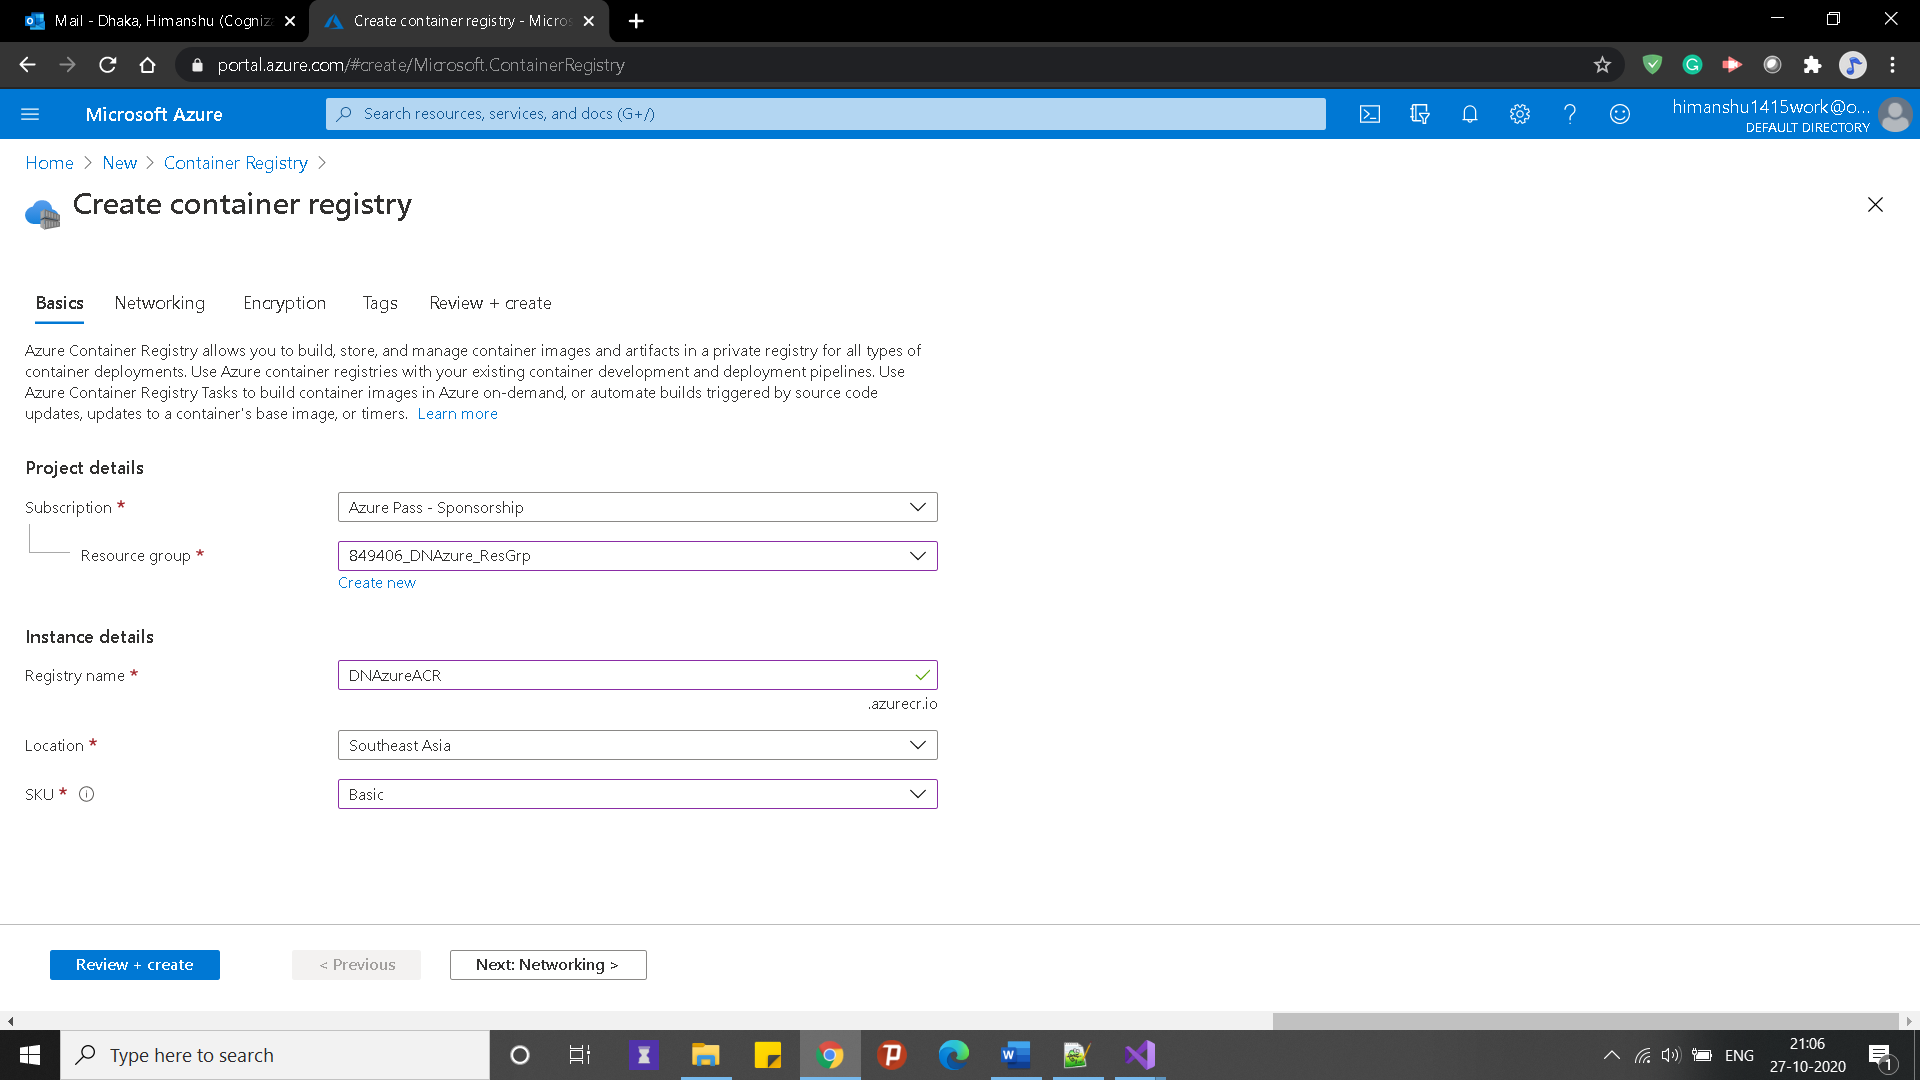 Mail - Dhaka, Himanshu (Cogniz
Create container registry - Micros
portal.azure.com/#create/Microsoft.ContainerRegistry
Microsoft Azure
Search resources, services, and docs (G+/)
himanshu1415work@o...
DEFAULT DIRECTORY
Home > New > Container Registry >
Create container registry
Basics Networking Encryption Tags Review + create
Azure Container Registry allows you to build, store, and manage container images and artifacts in a private registry for all types of
container deployments. Use Azure container registries with your existing container development and deployment pipelines. Use
Azure Container Registry Tasks to build container images in Azure on-demand, or automate builds triggered by source code
updates, updates to a container's base image, or timers. Learn more
Project details
Subscription * Azure Pass - Sponsorship
Resource group * 849406_DNAzure_ResGrp
Create new
Instance details
Registry name * DNAzureACR
.azurecr.io
Location * Southeast Asia
SKU * Basic
Review + create < Previous Next: Networking >
Type here to search
ENG
21:06
27-10-2020
1